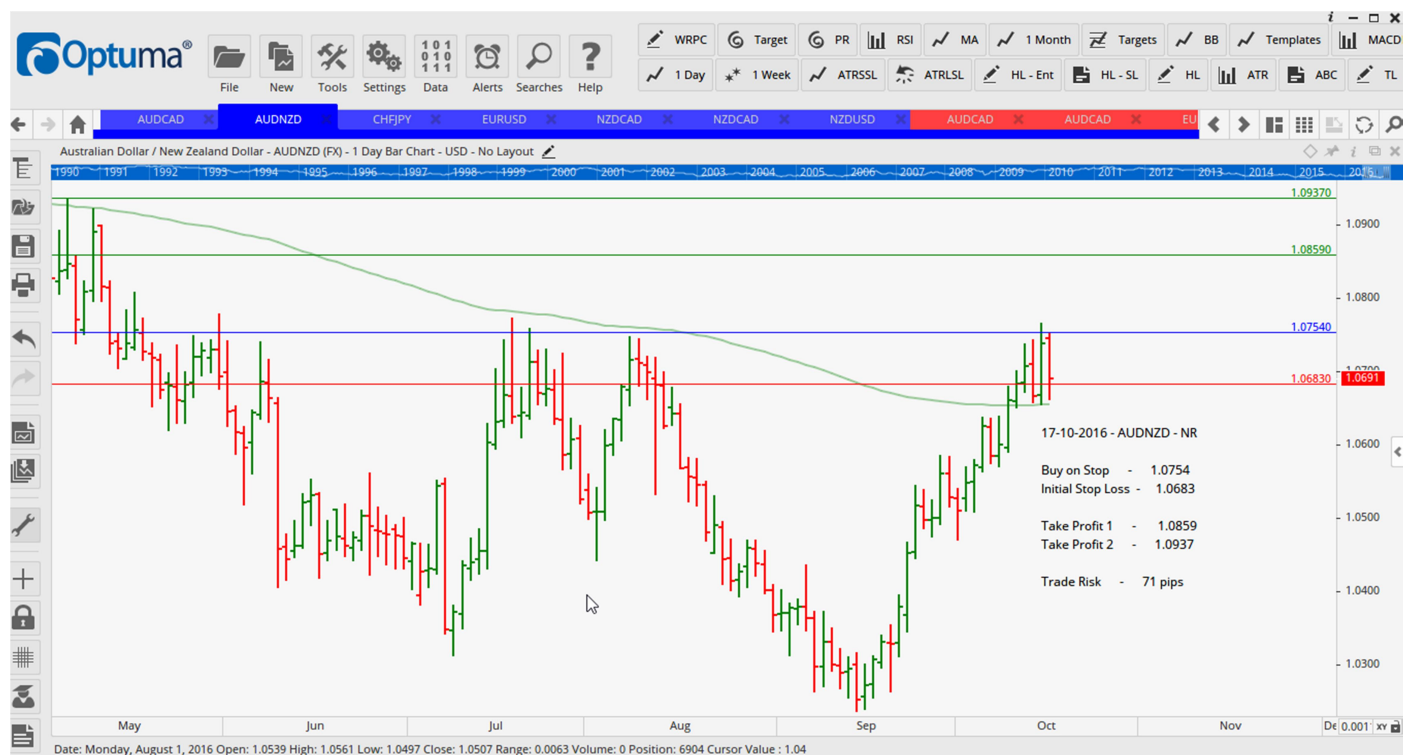 i
Optuma®
File New Tools Settings Data Alerts Searches Help
WRPC Target PR RSI MA 1 Month Targets BB Templates MACD
1 Day 1 Week ATRSSL ATRLSL HL - Ent HL - SL HL ATR ABC TL
AUDCAD AUDNZD CHFJPY EURUSD NZDCAD NZDCAD NZDUSD AUDCAD AUDCAD EU
Australian Dollar / New Zealand Dollar - AUDNZD (FX) - 1 Day Bar Chart - USD - No Layout
1990 1991 1992 1993 1994 1995 1996 1997 1998 1999 2000 2001 2002 2003 2004 2005 2006 2007 2008 2009 2010 2011 2012 2013 2014 2015 2016
1.09370
1.0900
1.08590
1.0800
1.07540
1.0700
1.06830
1.0691
17-10-2016 - AUDNZD - NR
1.0600
Buy on Stop - 1.0754
Initial Stop Loss - 1.0683
1.0500
Take Profit 1 - 1.0859
Take Profit 2 - 1.0937
Trade Risk - 71 pips
1.0400
1.0300
May Jun Jul Aug Sep Oct Nov De 0.001 XY
Date: Monday, August 1, 2016 Open: 1.0539 High: 1.0561 Low: 1.0497 Close: 1.0507 Range: 0.0063 Volume: 0 Position: 6904 Cursor Value : 1.04